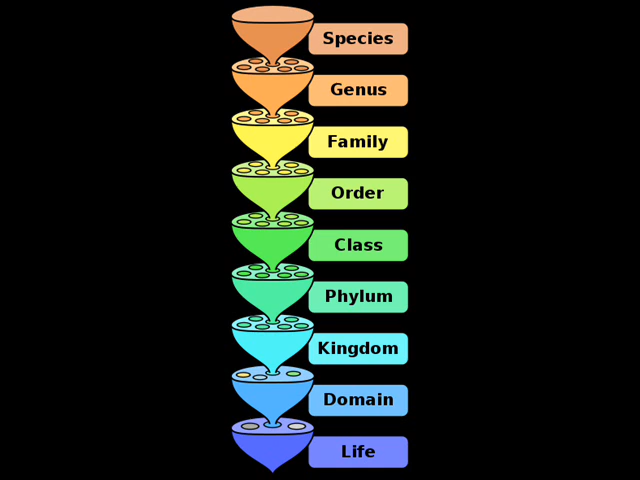 Species
Genus
Family
Order
Class
Phylum
Kingdom
Domain
Life